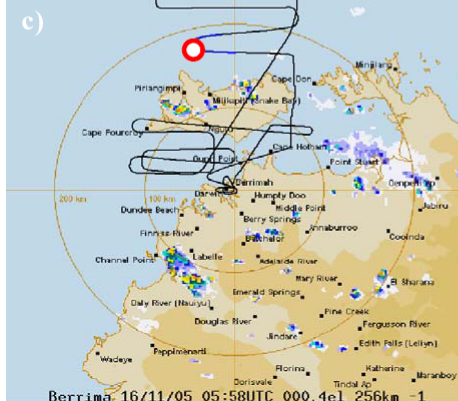 c)
Minjilang
Cape Don
Pirlangimpi
Milikapiti (Snake Bay)
Cape Fourcroy
Nguiu
Cape Hotham
Gunn Point
Point Stuart
Oenpelli Ap
200 km
100 km
Darwin
Berrimah
Humpty Doo
Jabiru
Dundee Beach
Middle Point
Berry Springs
Finniss River
Annaburroo
Cooinda
Batchelor
Labelle
Channel Point
Adelaide River
Mary River
El Sharana
Emerald Springs
Daly River (Nauiyu)
Douglas River
Pine Creek
Fergusson River
Jindare
Edith Falls (Leliyn)
Peppimenarti
Wadeye
Florina
Katherine
Dorisvale
Tindal Ap
Maranboy
Berrima 16/11/05 05:58UTC 000.4el 256km -1